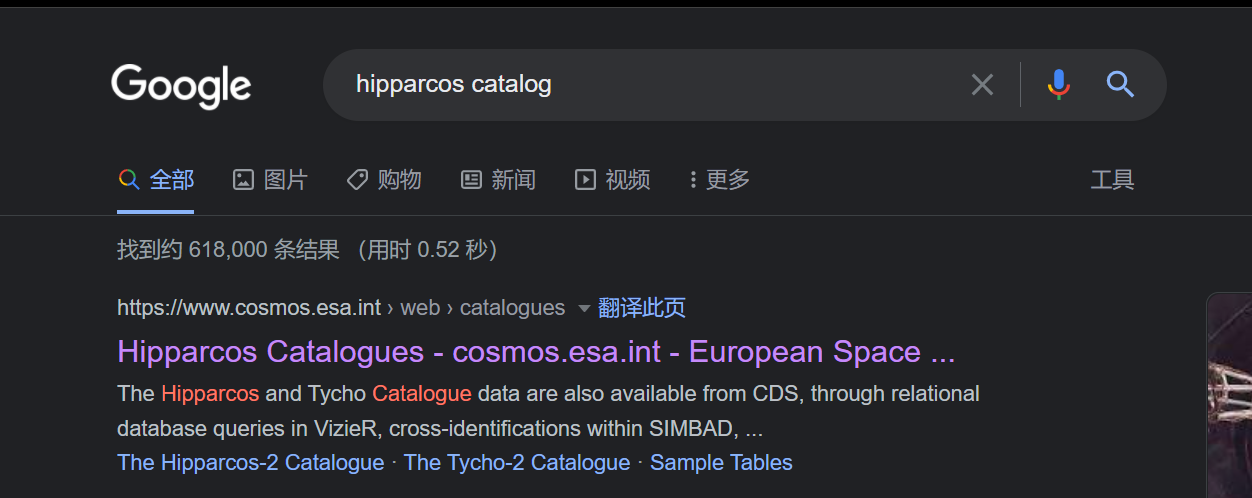 Google
hipparcos catalog
全部 图片 购物 新闻 视频 更多 工具
找到约 618,000 条结果 （用时 0.52 秒）
https://www.cosmos.esa.int › web › catalogues 翻译此页
Hipparcos Catalogues - cosmos.esa.int - European Space ...
The Hipparcos and Tycho Catalogue data are also available from CDS, through relational
database queries in VizieR, cross-identifications within SIMBAD, ...
The Hipparcos-2 Catalogue · The Tycho-2 Catalogue · Sample Tables